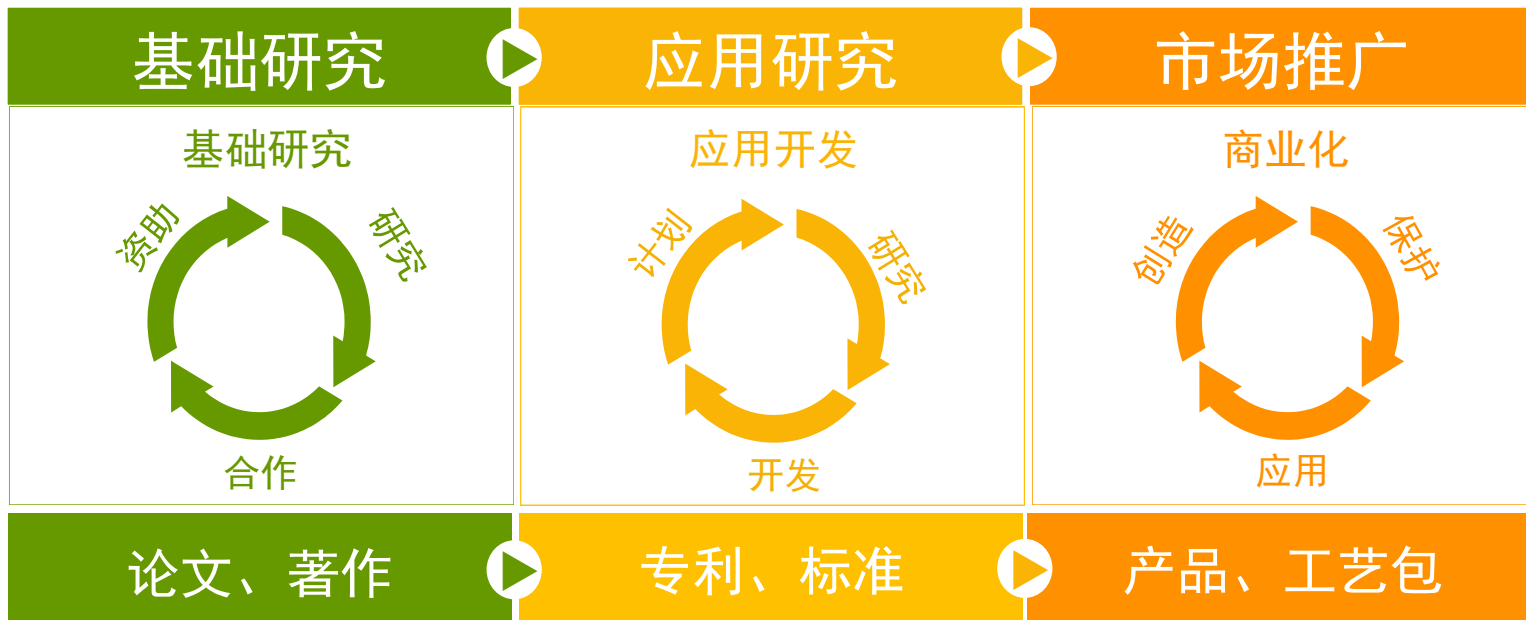 基础研究
应用研究
市场推广
基础研究
资助
研究
合作
应用开发
计划
研究
开发
商业化
创造
保护
应用
论文、著作
专利、标准
产品、工艺包